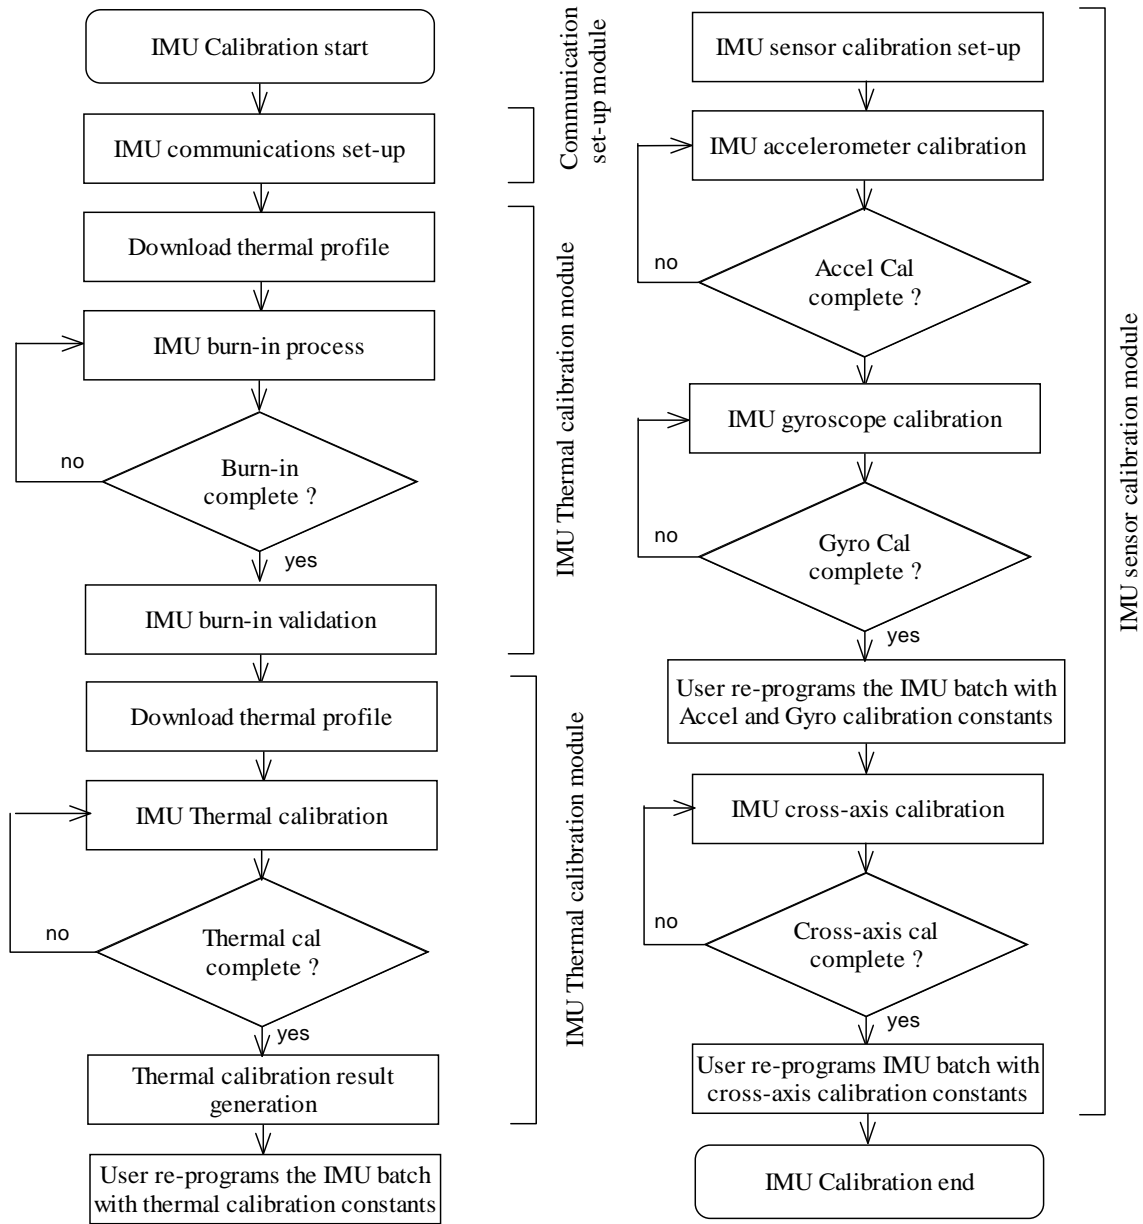 IMU Calibration start
IMU communications set-up
Communication
set-up module
Download thermal profile
IMU burn-in process
no
Burn-in
complete ?
yes
IMU burn-in validation
IMU Thermal calibration module
Download thermal profile
IMU Thermal calibration
no
Thermal cal
complete ?
yes
Thermal calibration result
generation
IMU Thermal calibration module
User re-programs the IMU batch
with thermal calibration constants
IMU sensor calibration set-up
IMU accelerometer calibration
no
Accel Cal
complete ?
IMU gyroscope calibration
no
Gyro Cal
complete ?
yes
User re-programs the IMU batch with
Accel and Gyro calibration constants
IMU cross-axis calibration
no
Cross-axis cal
complete ?
yes
User re-programs IMU batch with
cross-axis calibration constants
IMU Calibration end
IMU sensor calibration module